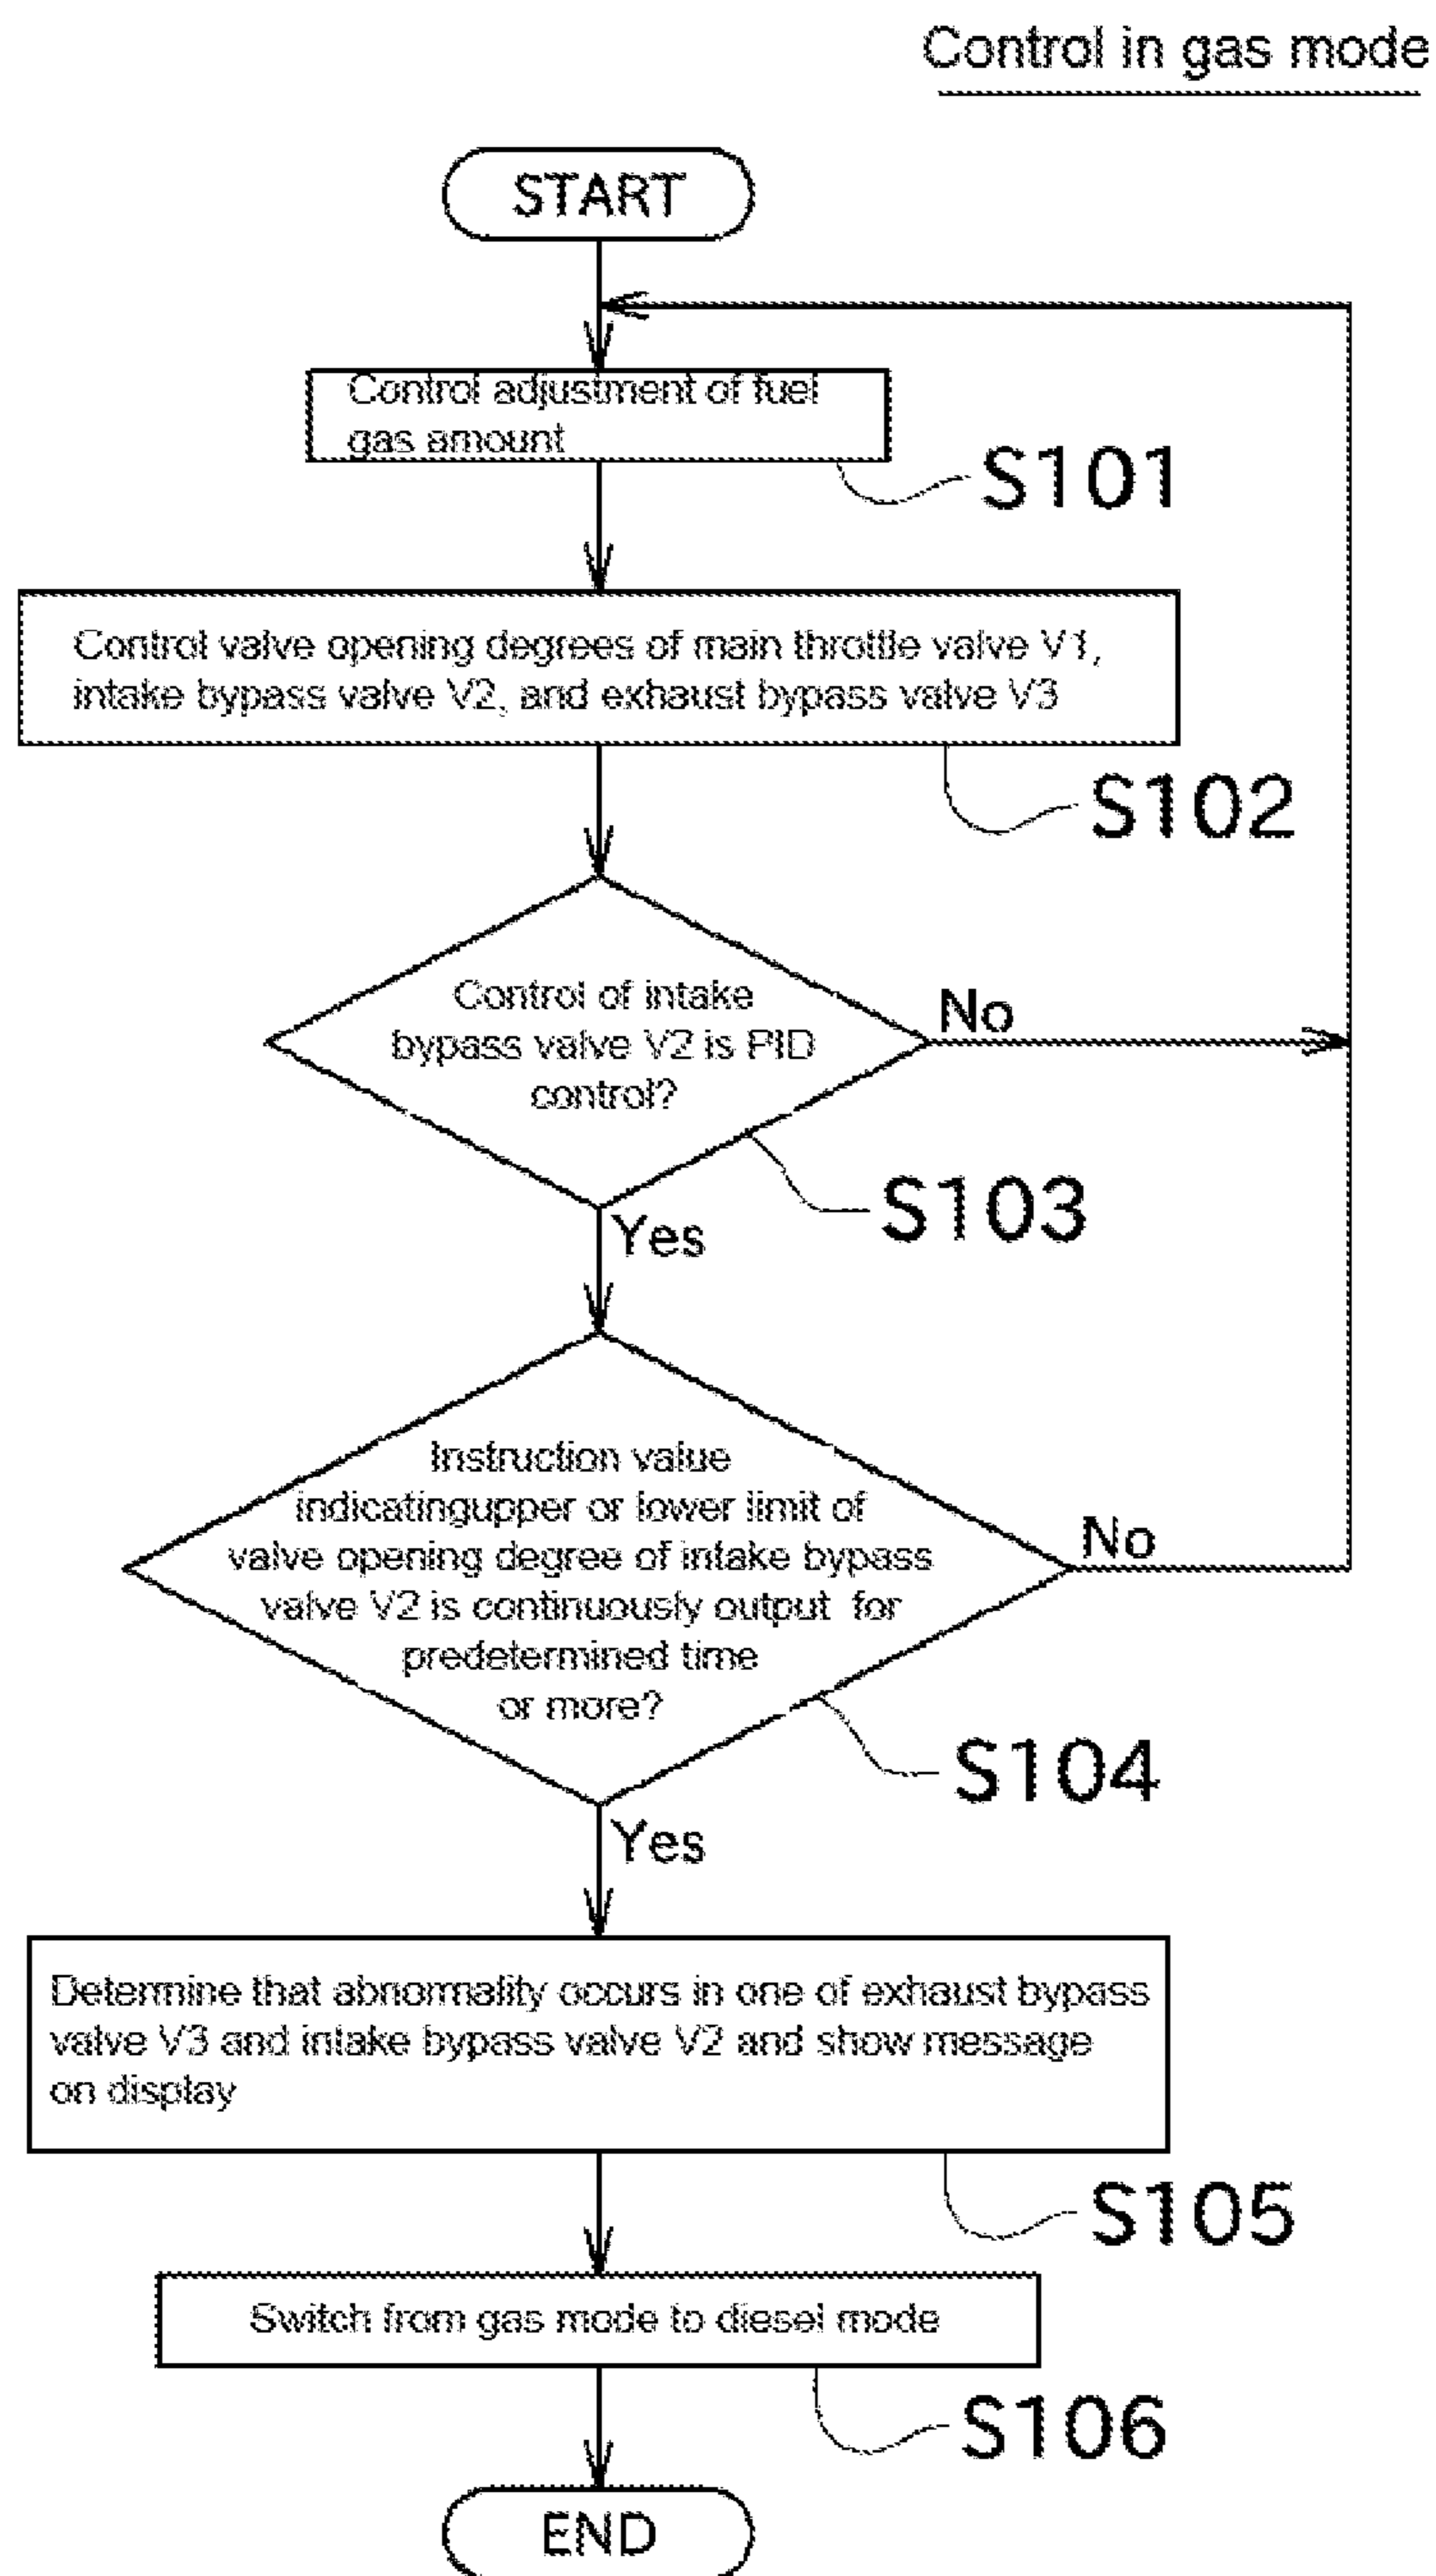 Control in gas mode
START
Control adjustment of fuel
gas amount
S101
Control valve opening degrees of main throttle valve V1,
intake bypass valve V2, and exhaust bypass valve V3
S102
Control of intake
bypass valve V2 is PID
control?
No
S103
Yes
Instruction value
indicatingupper or lower limit of
valve opening degree of intake bypass
valve V2 is continuously output for
predetermined time
or more?
No
S104
Yes
Determine that abnormality occurs in one of exhaust bypass
valve V3 and intake bypass valve V2 and show message
on display
S105
Switch from gas mode to diesel mode
S106
END